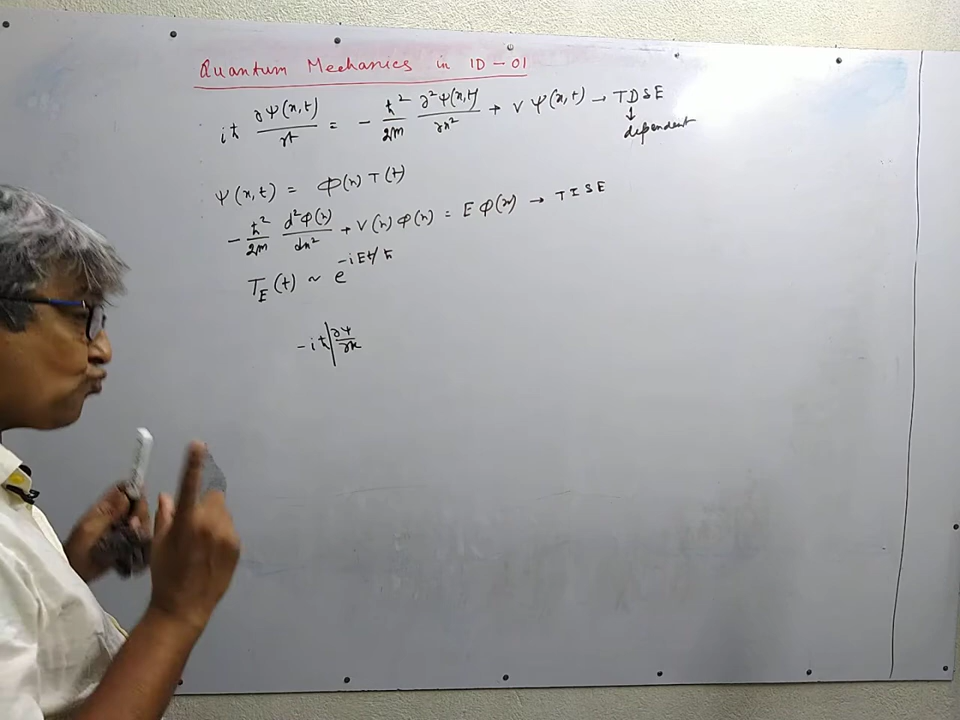 Quantum Mechanics in 1D - 01
iħ ∂Ψ(x,t)/∂t = - ħ²/2m ∂²Ψ(x,t)/∂x² + V Ψ(x,t) → TDSE
↓
dependent
Ψ(x,t) = Φ(x) T(t)
- ħ²/2m d²Φ(x)/dx² + V(x) Φ(x) = E Φ(x) → TISE
T_E(t) ~ e^{-iEt/ħ}
-iħ ∂Ψ/∂x